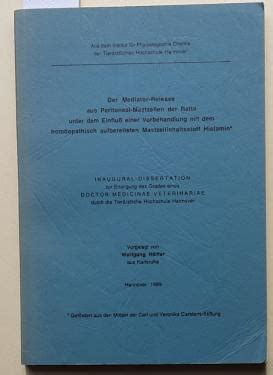 Aus dem Institut für Physiologische Chemie
der Tierärztlichen Hochschule Hannover
Der Mediator-Release
aus Peritoneal-Mastzellen der Ratte
unter dem Einfluß einer Vorbehandlung mit dem
homöopathisch aufbereiteten Mastzellinhaltsstoff Histamin*
INAUGURAL-DISSERTATION
zur Erlangung des Grades eines
DOCTOR MEDICINAE VETERINARIAE
durch die Tierärztliche Hochschule Hannover
Vorgelegt von
Wolfgang
aus Karlsruhe
Hannover 1989
* Gefördert aus den Mitteln der Carl und Veronica Carstens-Stiftung